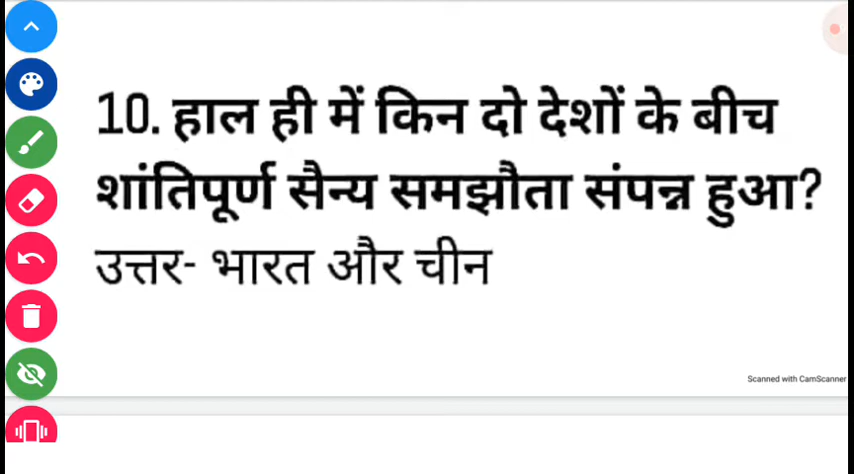 10. हाल ही में किन दो देशों के बीच
शांतिपूर्ण सैन्य समझौता संपन्न हुआ?
उत्तर- भारत और चीन
Scanned with CamScanner